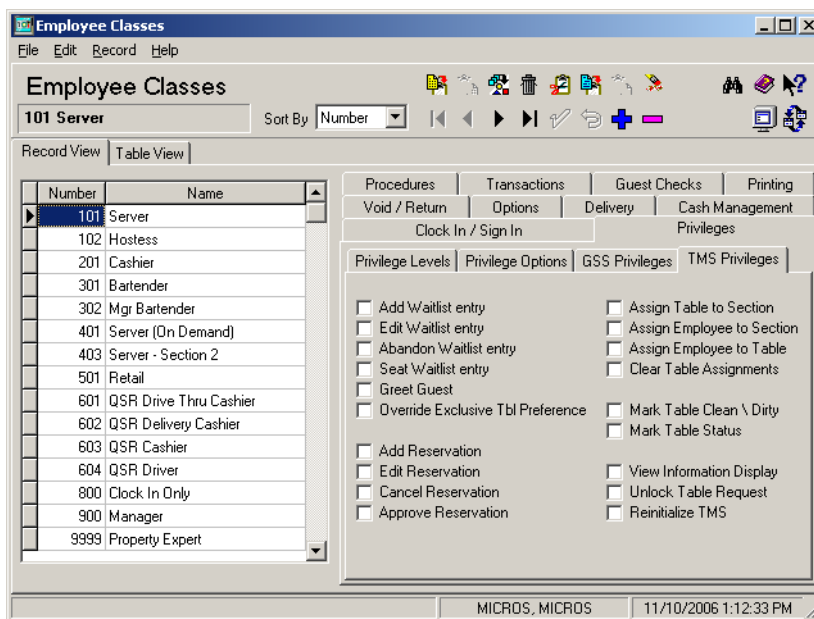 Employee Classes
File Edit Record Help
Employee Classes
101 Server
Sort By Number
Record View Table View
Number Name
101 Server
102 Hostess
201 Cashier
301 Bartender
302 Mgr Bartender
401 Server (On Demand)
403 Server - Section 2
501 Retail
601 QSR Drive Thru Cashier
602 QSR Delivery Cashier
603 QSR Cashier
604 QSR Driver
800 Clock In Only
900 Manager
9999 Property Expert
Procedures Transactions Guest Checks Printing
Void / Return Options Delivery Cash Management
Clock In / Sign In Privileges
Privilege Levels Privilege Options GSS Privileges TMS Privileges
Add Waitlist entry
Edit Waitlist entry
Abandon Waitlist entry
Seat Waitlist entry
Greet Guest
Override Exclusive Tbl Preference
Add Reservation
Edit Reservation
Cancel Reservation
Approve Reservation
Assign Table to Section
Assign Employee to Section
Assign Employee to Table
Clear Table Assignments
Mark Table Clean \ Dirty
Mark Table Status
View Information Display
Unlock Table Request
Reinitialize TMS
MICROS, MICROS 11/10/2006 1:12:33 PM